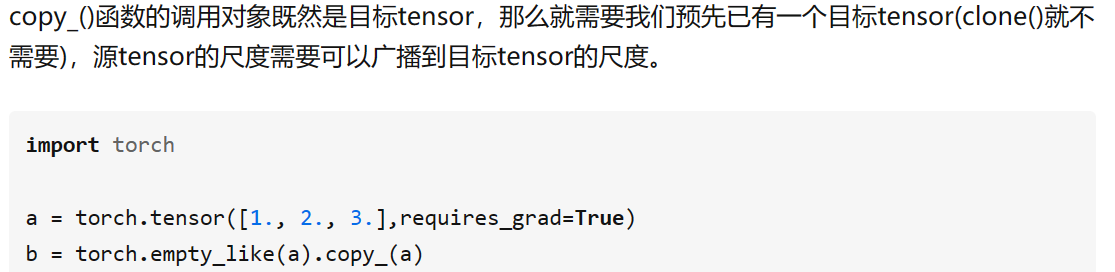 copy_()函数的调用对象既然是目标tensor，那么就需要我们预先已有一个目标tensor(clone()就不
需要)，源tensor的尺度需要可以广播到目标tensor的尺度。
import torch
a = torch.tensor([1., 2., 3.],requires_grad=True)
b = torch.empty_like(a).copy_(a)